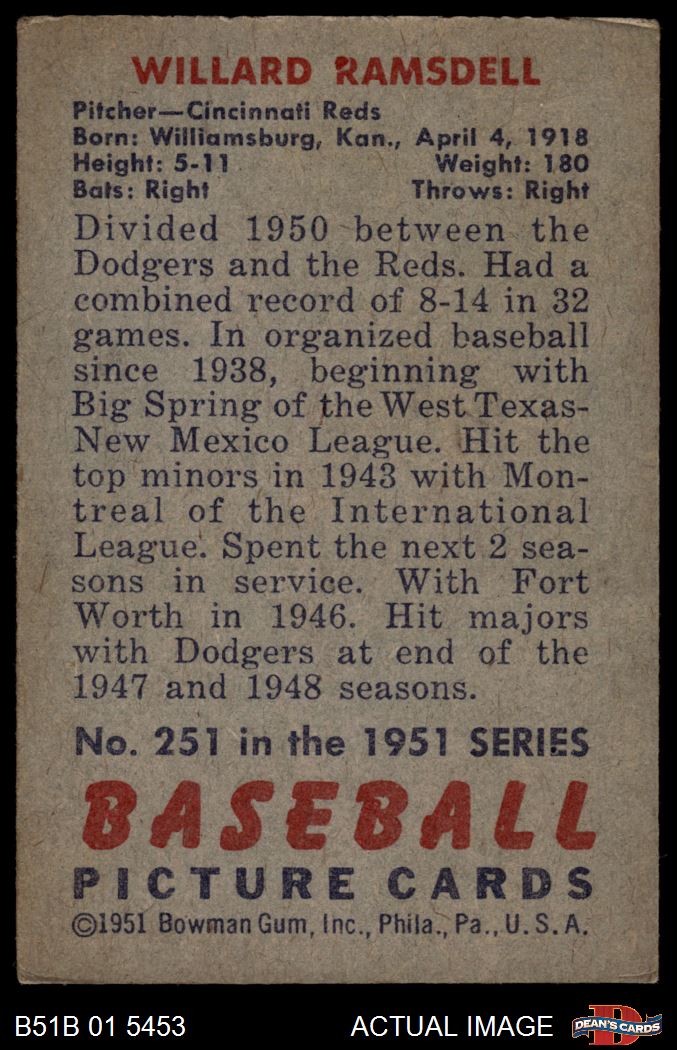 WILLARD RAMSDELL
Pitcher—Cincinnati Reds
Born: Williamsburg, Kan., April 4, 1918
Height: 5-11 Weight: 180
Bats: Right Throws: Right
Divided 1950 between the
Dodgers and the Reds. Had a
combined record of 8-14 in 32
games. In organized baseball
since 1938, beginning with
Big Spring of the West Texas-
New Mexico League. Hit the
top minors in 1943 with Mon-
treal of the International
League. Spent the next 2 sea-
sons in service. With Fort
Worth in 1946. Hit majors
with Dodgers at end of the
1947 and 1948 seasons.
No. 251 in the 1951 SERIES
BASEBALL
PICTURE CARDS
©1951 Bowman Gum, Inc., Phila., Pa., U.S.A.
B51B 01 5453 ACTUAL IMAGE D DEAN'S CARDS